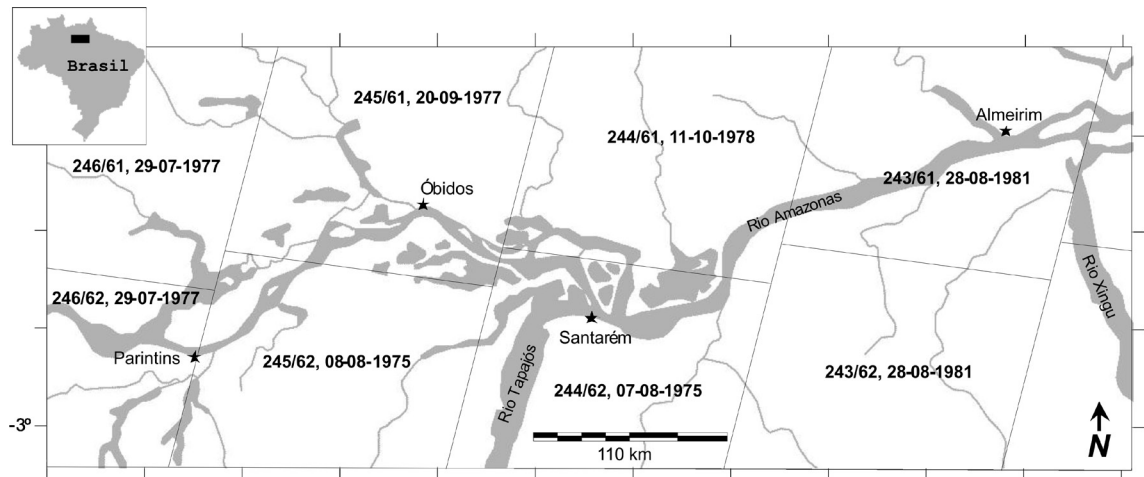 Brasil
245/61, 20-09-1977
Almeirim
244/61, 11-10-1978
246/61, 29-07-1977
243/61, 28-08-1981
Óbidos
Rio Amazonas
Rio Xingu
246/62, 29-07-1977
Santarém
Parintins
245/62, 08-08-1975
243/62, 28-08-1981
Rio Tapajós
244/62, 07-08-1975
-3º
110 km
N